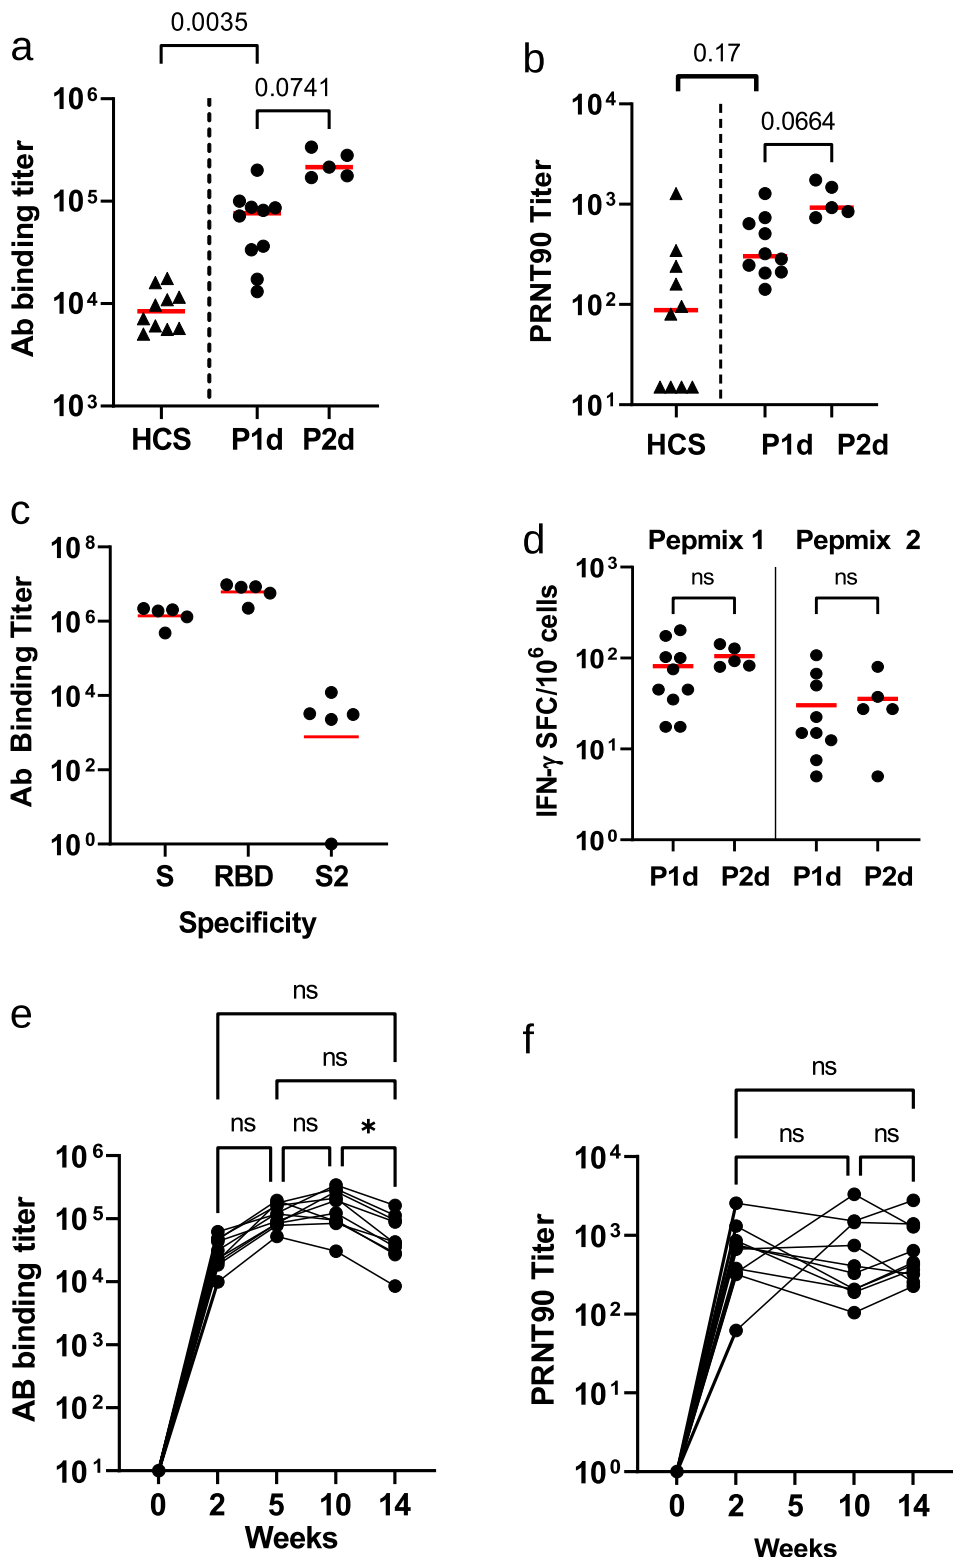 a
0.0035
0.0741
Ab binding titer
10⁶
10⁵
10⁴
10³
HCS P1d P2d
b
0.17
0.0664
PRNT90 Titer
10⁴
10³
10²
10¹
HCS P1d P2d
c
Ab Binding Titer
10⁸
10⁶
10⁴
10²
10⁰
S RBD S2
Specificity
d
Pepmix 1 Pepmix 2
ns ns
IFN-γ SFC/10⁶ cells
10³
10²
10¹
10⁰
P1d P2d P1d P2d
e
ns
ns
ns ns *
AB binding titer
10⁶
10⁵
10⁴
10³
10²
10¹
0 2 5 10 14
Weeks
f
ns
ns ns
PRNT90 Titer
10⁴
10³
10²
10¹
10⁰
0 2 5 10 14
Weeks